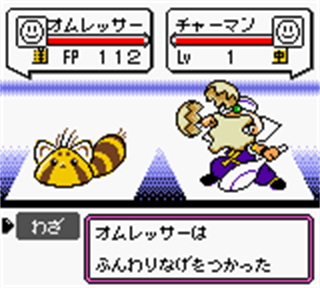 オムレッサー
FP 112
チャーマン
Lv 1 虫
わざ
オムレッサーは
ふんわりなげをつかった